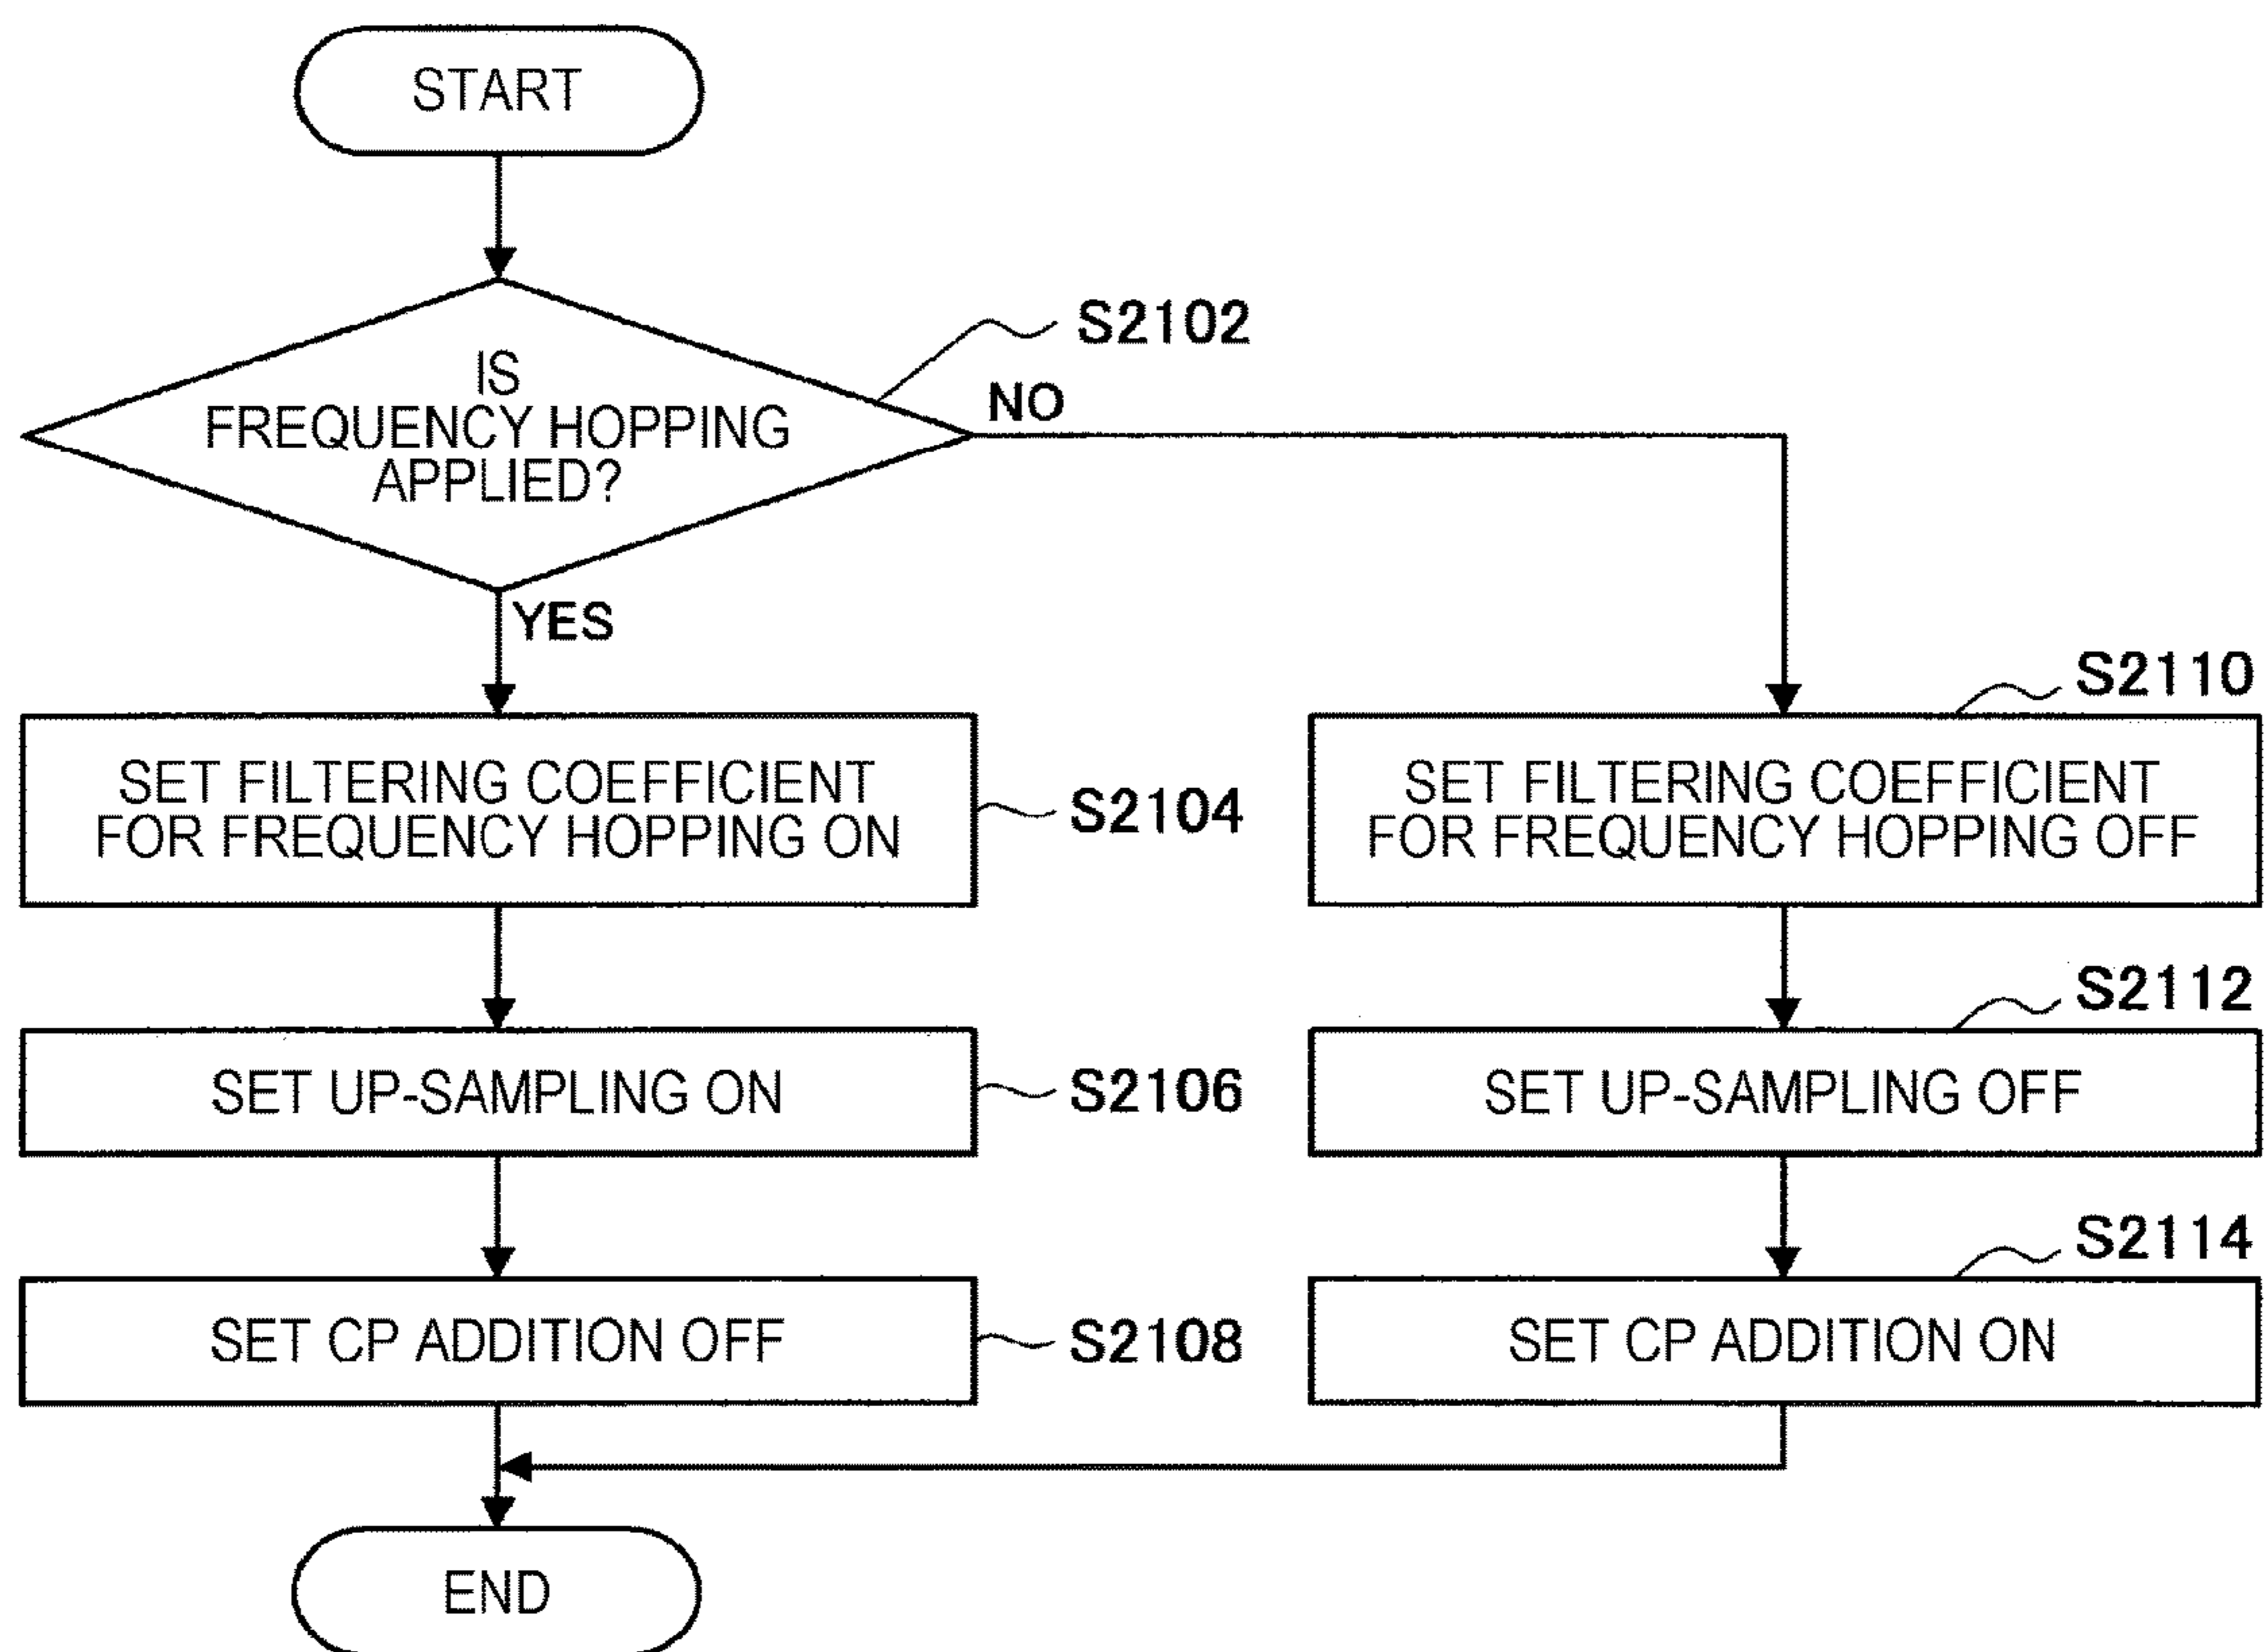 START
S2102
IS
FREQUENCY HOPPING
APPLIED?
NO
YES
SET FILTERING COEFFICIENT
FOR FREQUENCY HOPPING ON
S2104
S2110
SET FILTERING COEFFICIENT
FOR FREQUENCY HOPPING OFF
SET UP-SAMPLING ON
S2106
S2112
SET UP-SAMPLING OFF
SET CP ADDITION OFF
S2108
S2114
SET CP ADDITION ON
END